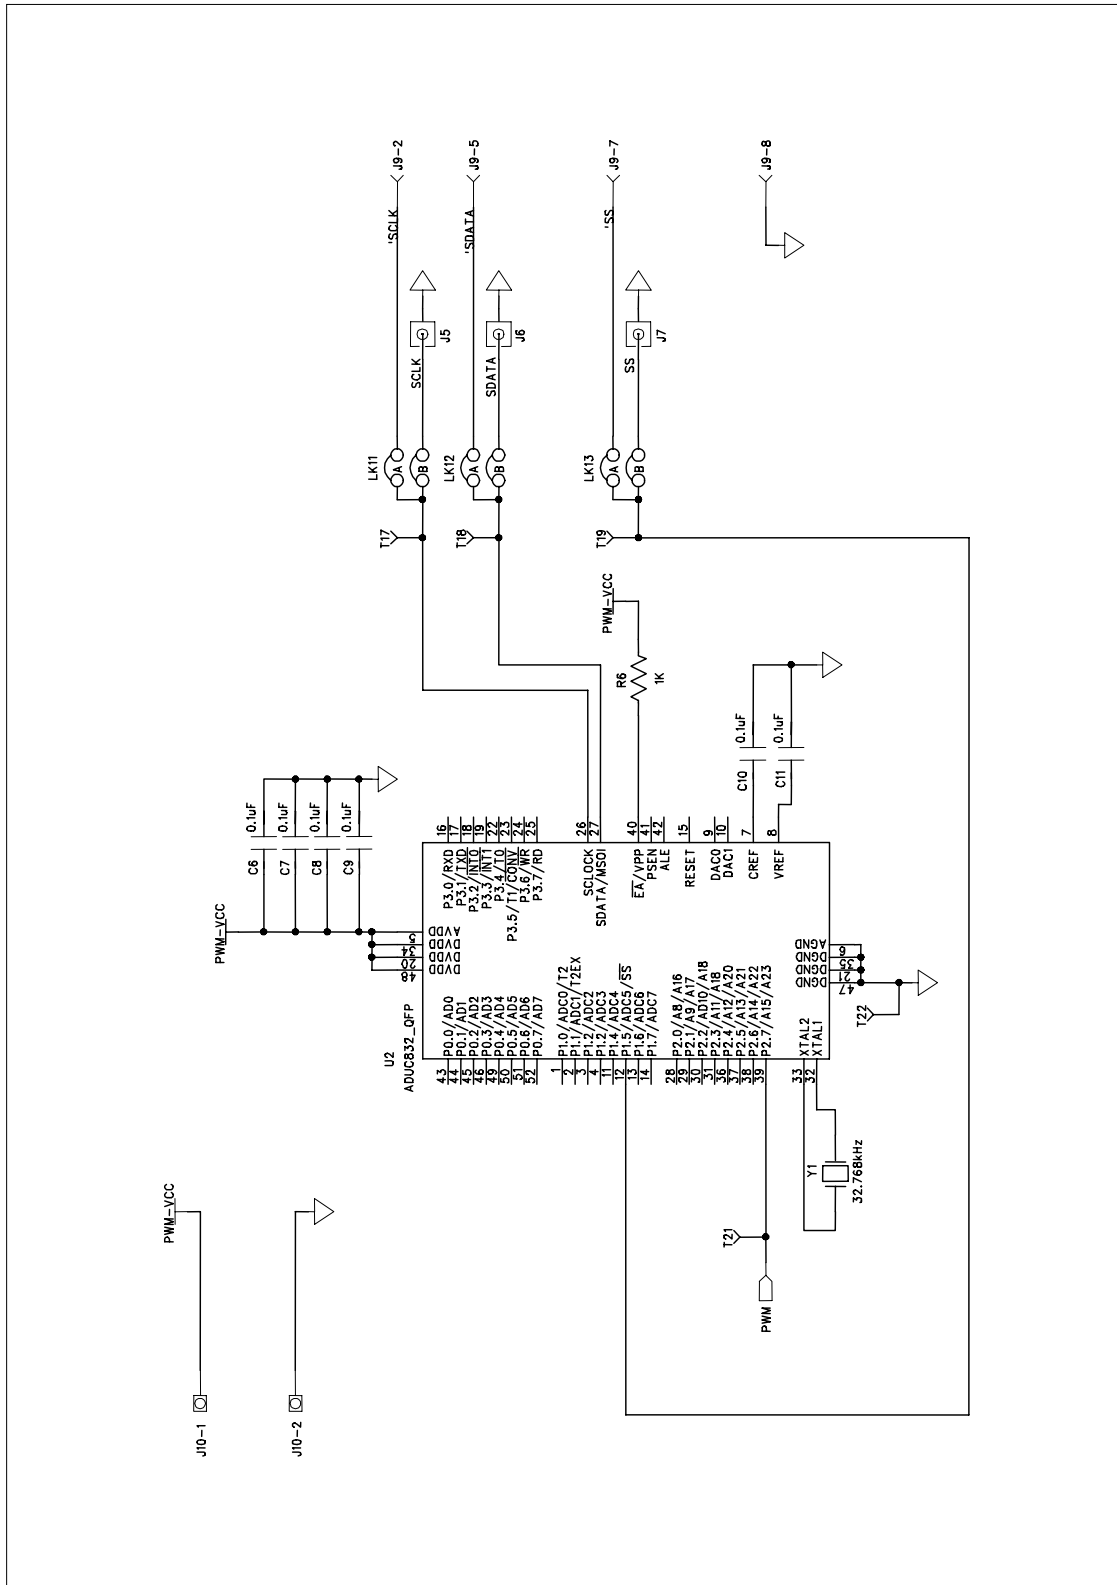 J10-1
PWM-VCC
J10-2
PWM-VCC
C6
0.1uF
C7
0.1uF
C8
0.1uF
C9
0.1uF
U2
ADUC832_QFP
48
DVDD
20
DVDD
34
DVDD
5
AVDD
43
P0.0/AD0
44
P0.1/AD1
45
P0.2/AD2
46
P0.3/AD3
49
P0.4/AD4
50
P0.5/AD5
51
P0.6/AD6
52
P0.7/AD7
1
P1.0/ADC0/T2
2
P1.1/ADC1/T2EX
3
P1.2/ADC2
4
P1.2/ADC3
11
P1.4/ADC4
12
P1.5/ADC5/SS
13
P1.6/ADC6
14
P1.7/ADC7
28
P2.0/A8/A16
29
P2.1/A9/A17
30
P2.2/AD10/A18
31
P2.3/A11/A18
36
P2.4/A12/A20
37
P2.5/A13/A21
38
P2.6/A14/A22
39
P2.7/A15/A23
33
XTAL2
32
XTAL1
P3.0/RXD
16
P3.1/TXD
17
P3.2/INT0
18
P3.3/INT1
19
P3.4/T0
22
P3.5/T1/CONV
23
P3.6/WR
24
P3.7/RD
25
SCLOCK
26
SDATA/MSOI
27
EA/VPP
40
PSEN
41
ALE
42
RESET
15
DAC0
9
DAC1
10
CREF
7
VREF
8
47
DGND
21
DGND
35
DGND
6
AGND
T22
PWM
T21
Y1
32.768kHz
R6
1K
PWM-VCC
C10
0.1uF
C11
0.1uF
T17
LK11
A
B
'SCLK
J9-2
SCLK
J5
T18
LK12
A
B
'SDATA
J9-5
SDATA
J6
T19
LK13
A
B
'SS
J9-7
SS
J7
J9-8